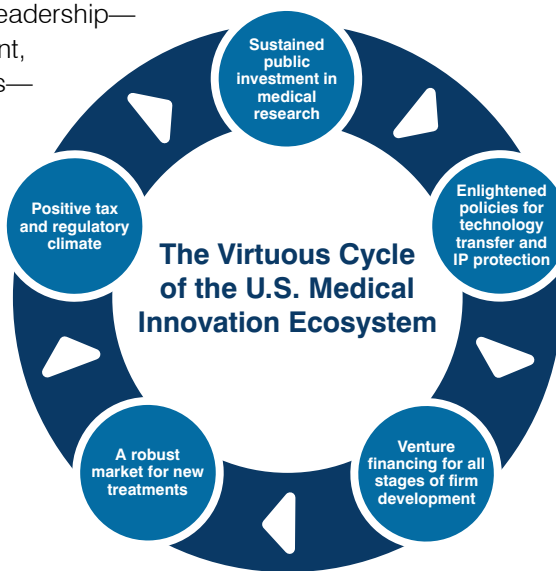 eadership—
nt,
s—
Sustained
public
investment in
medical
research
Enlightened
policies for
technology
transfer and
IP protection
Venture
financing for all
stages of firm
development
A robust
market for new
treatments
Positive tax
and regulatory
climate
The Virtuous Cycle
of the U.S. Medical
Innovation Ecosystem